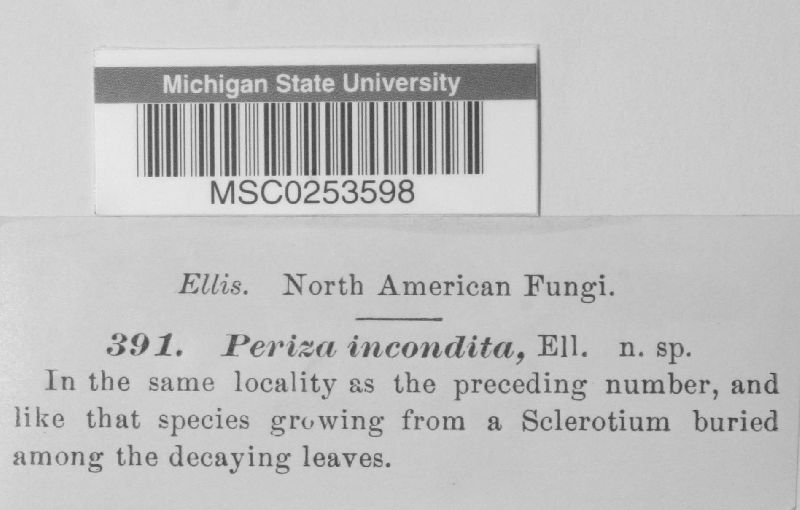 Michigan State University
MSC0253598
Ellis. North American Fungi.
391. Periza incondita, Ell. n. sp.
In the same locality as the preceding number, and
like that species growing from a Sclerotium buried
among the decaying leaves.